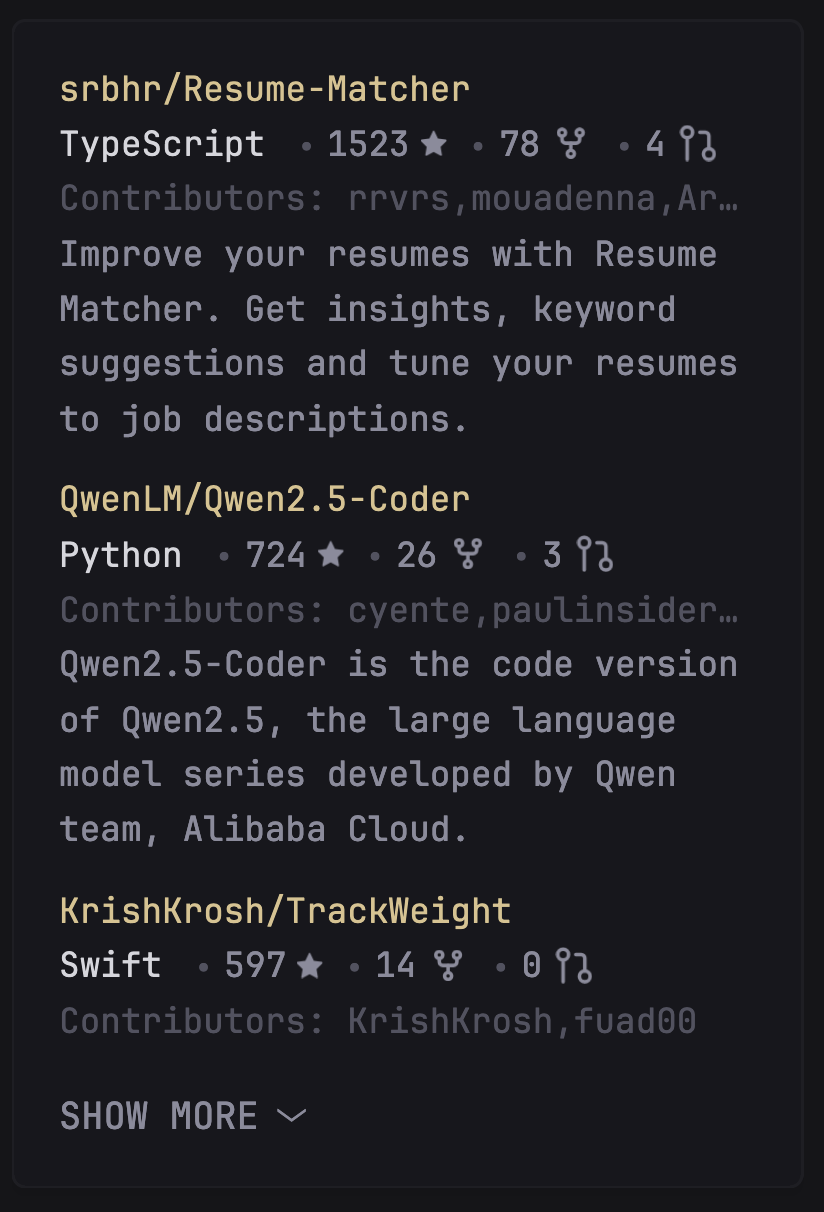 srbhr/Resume-Matcher
TypeScript • 1523 • 78 • 4
Contributors: rrvrs,mouadenna,Ar…
Improve your resumes with Resume
Matcher. Get insights, keyword
suggestions and tune your resumes
to job descriptions.
QwenLM/Qwen2.5-Coder
Python • 724 • 26 • 3
Contributors: cyente,paulinsider…
Qwen2.5-Coder is the code version
of Qwen2.5, the large language
model series developed by Qwen
team, Alibaba Cloud.
KrishKrosh/TrackWeight
Swift • 597 • 14 • 0
Contributors: KrishKrosh,fuad00
SHOW MORE